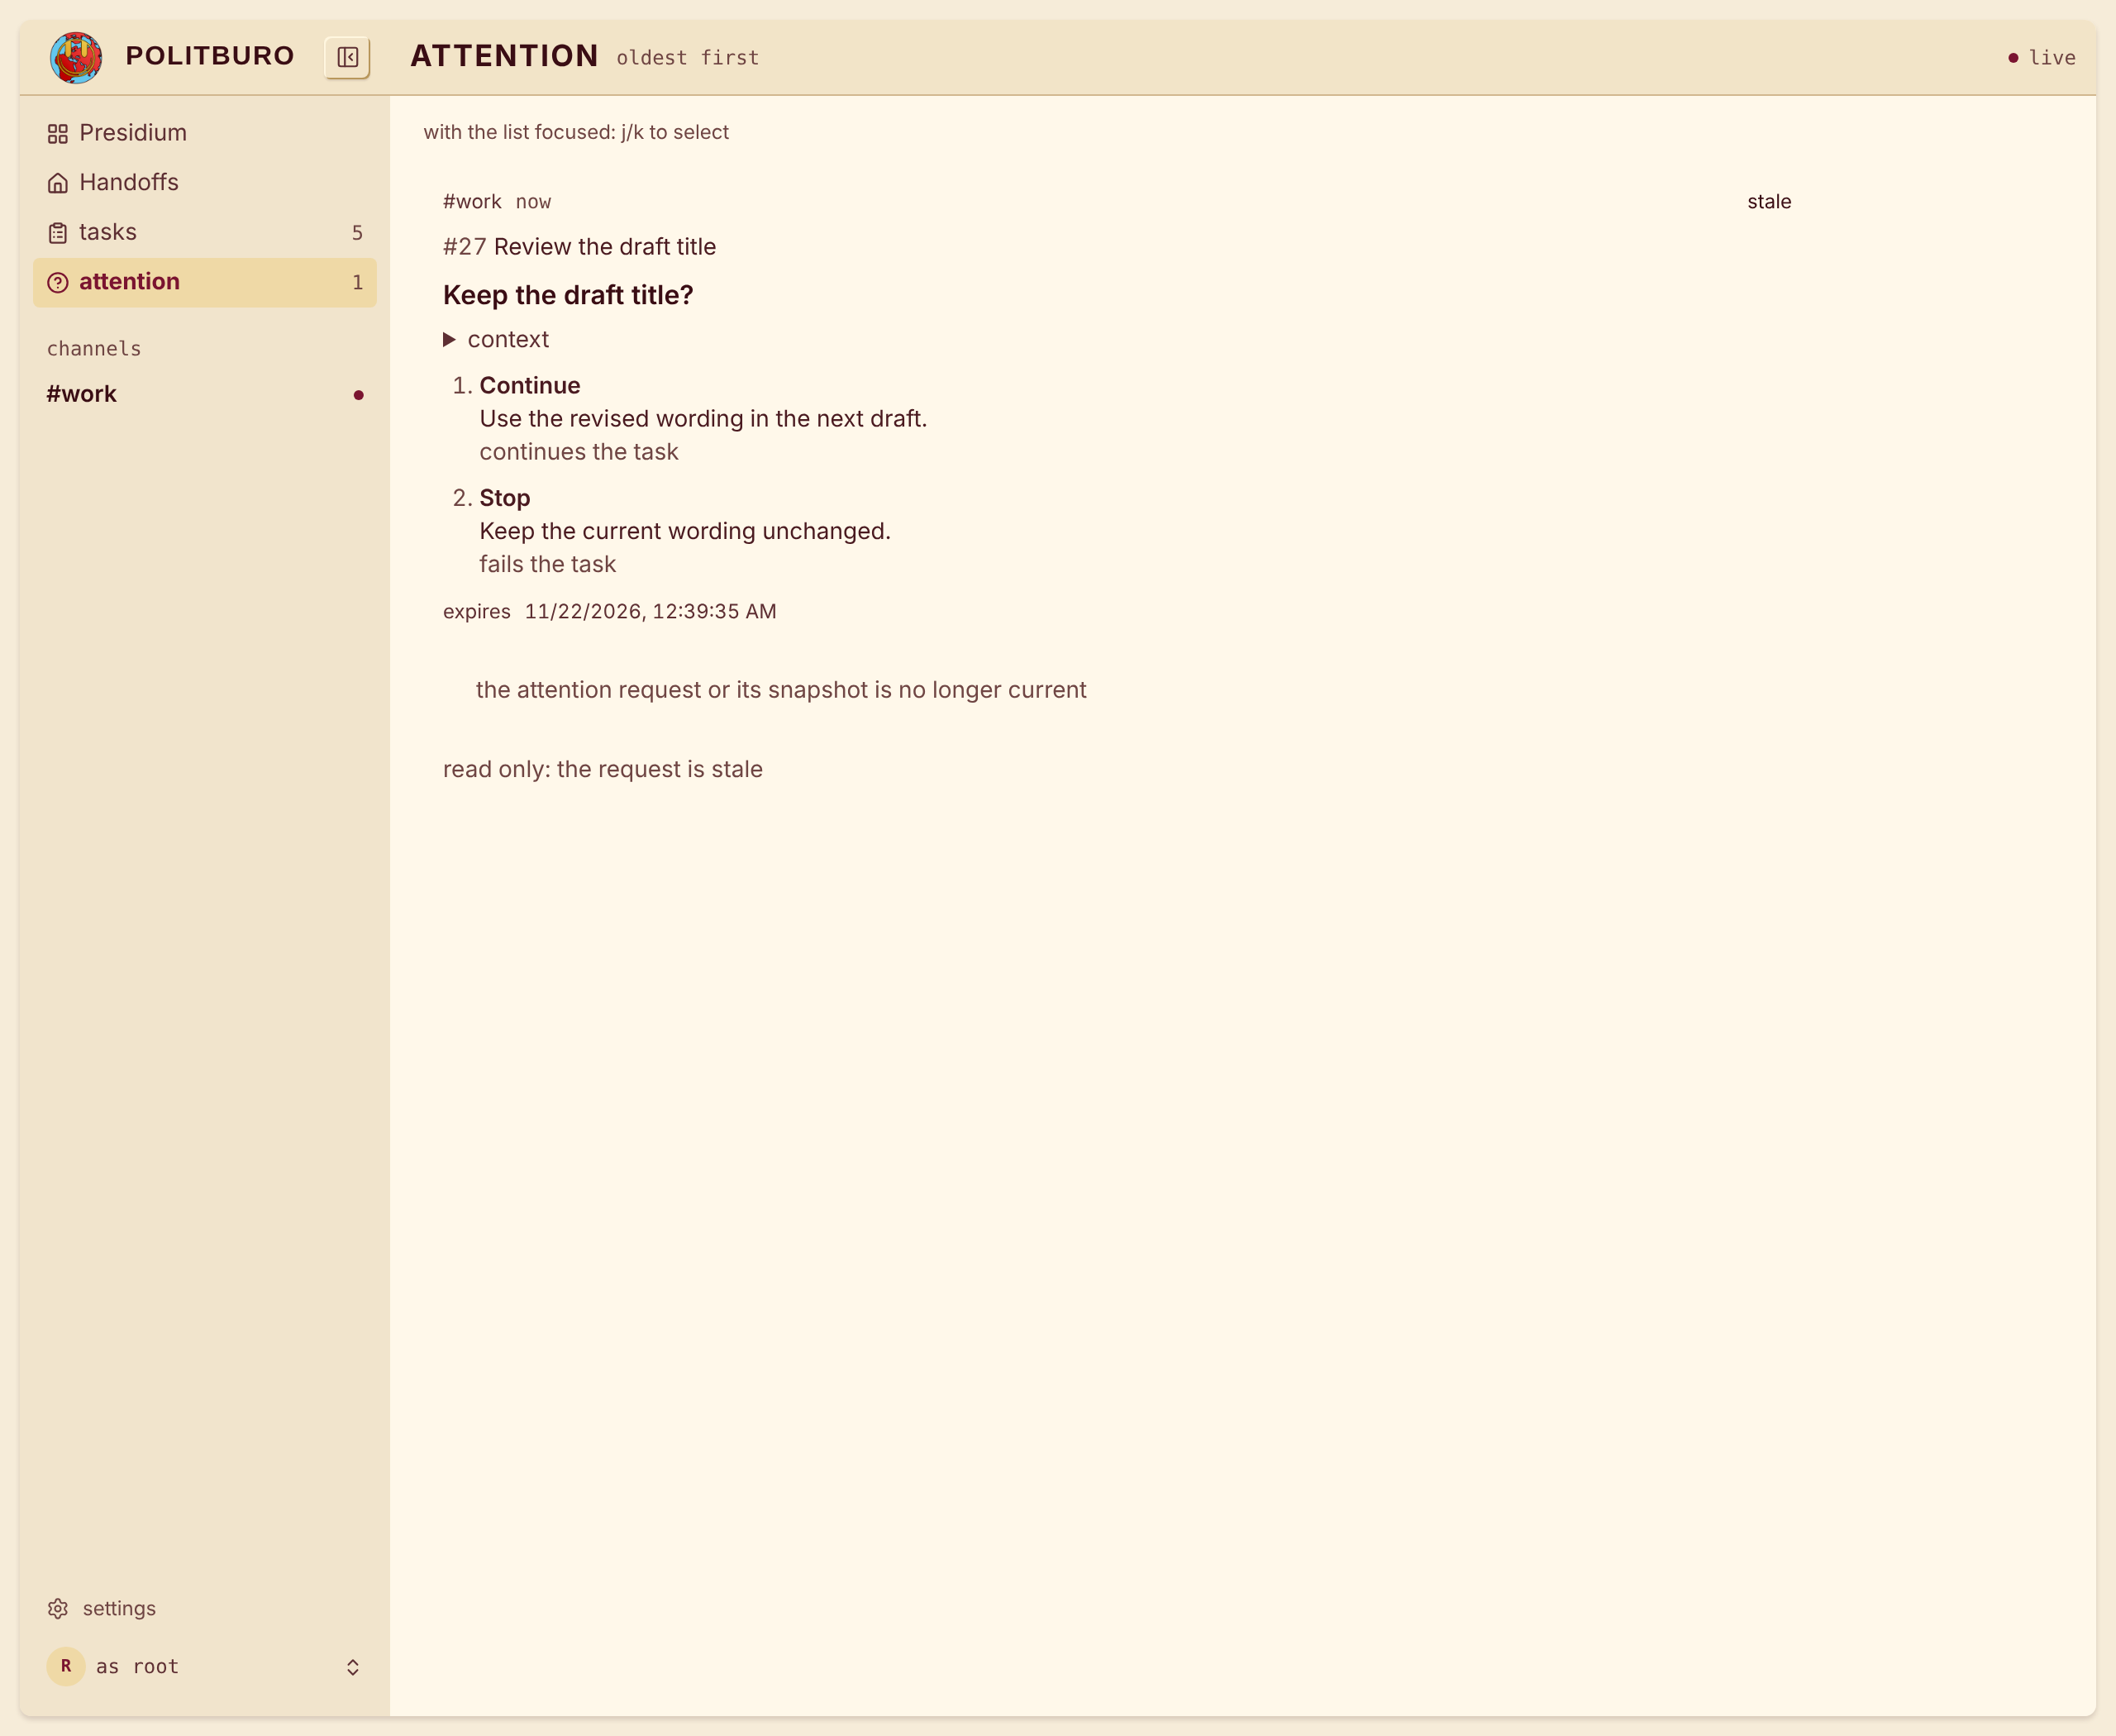 POLITBURO
ATTENTION oldest first
live
Presidium
Handoffs
tasks 5
attention 1
channels
#work
settings
R as root
with the list focused: j/k to select
#work now stale
#27 Review the draft title
Keep the draft title?
context
1. Continue
Use the revised wording in the next draft.
continues the task
2. Stop
Keep the current wording unchanged.
fails the task
expires 11/22/2026, 12:39:35 AM
the attention request or its snapshot is no longer current
read only: the request is stale